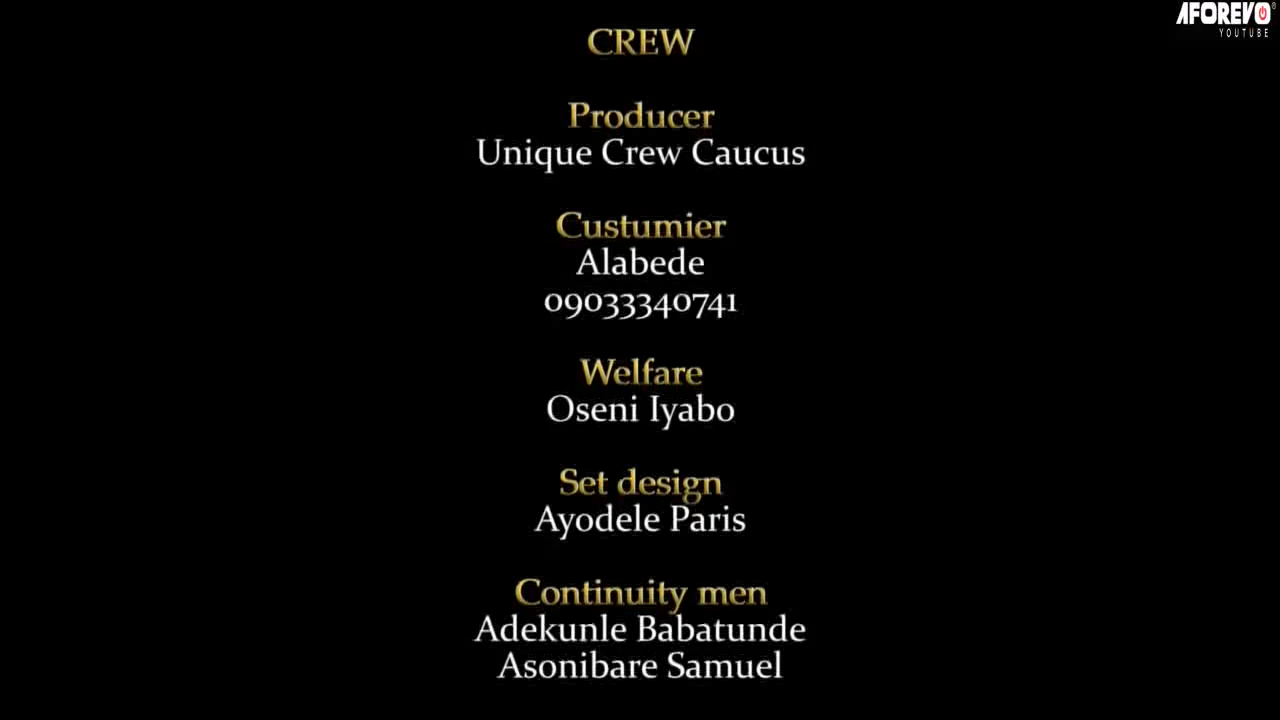 AFOREVO
YOUTUBE
CREW
Producer
Unique Crew Caucus
Custumier
Alabede
09033340741
Welfare
Oseni Iyabo
Set design
Ayodele Paris
Continuity men
Adekunle Babatunde
Asonibare Samuel